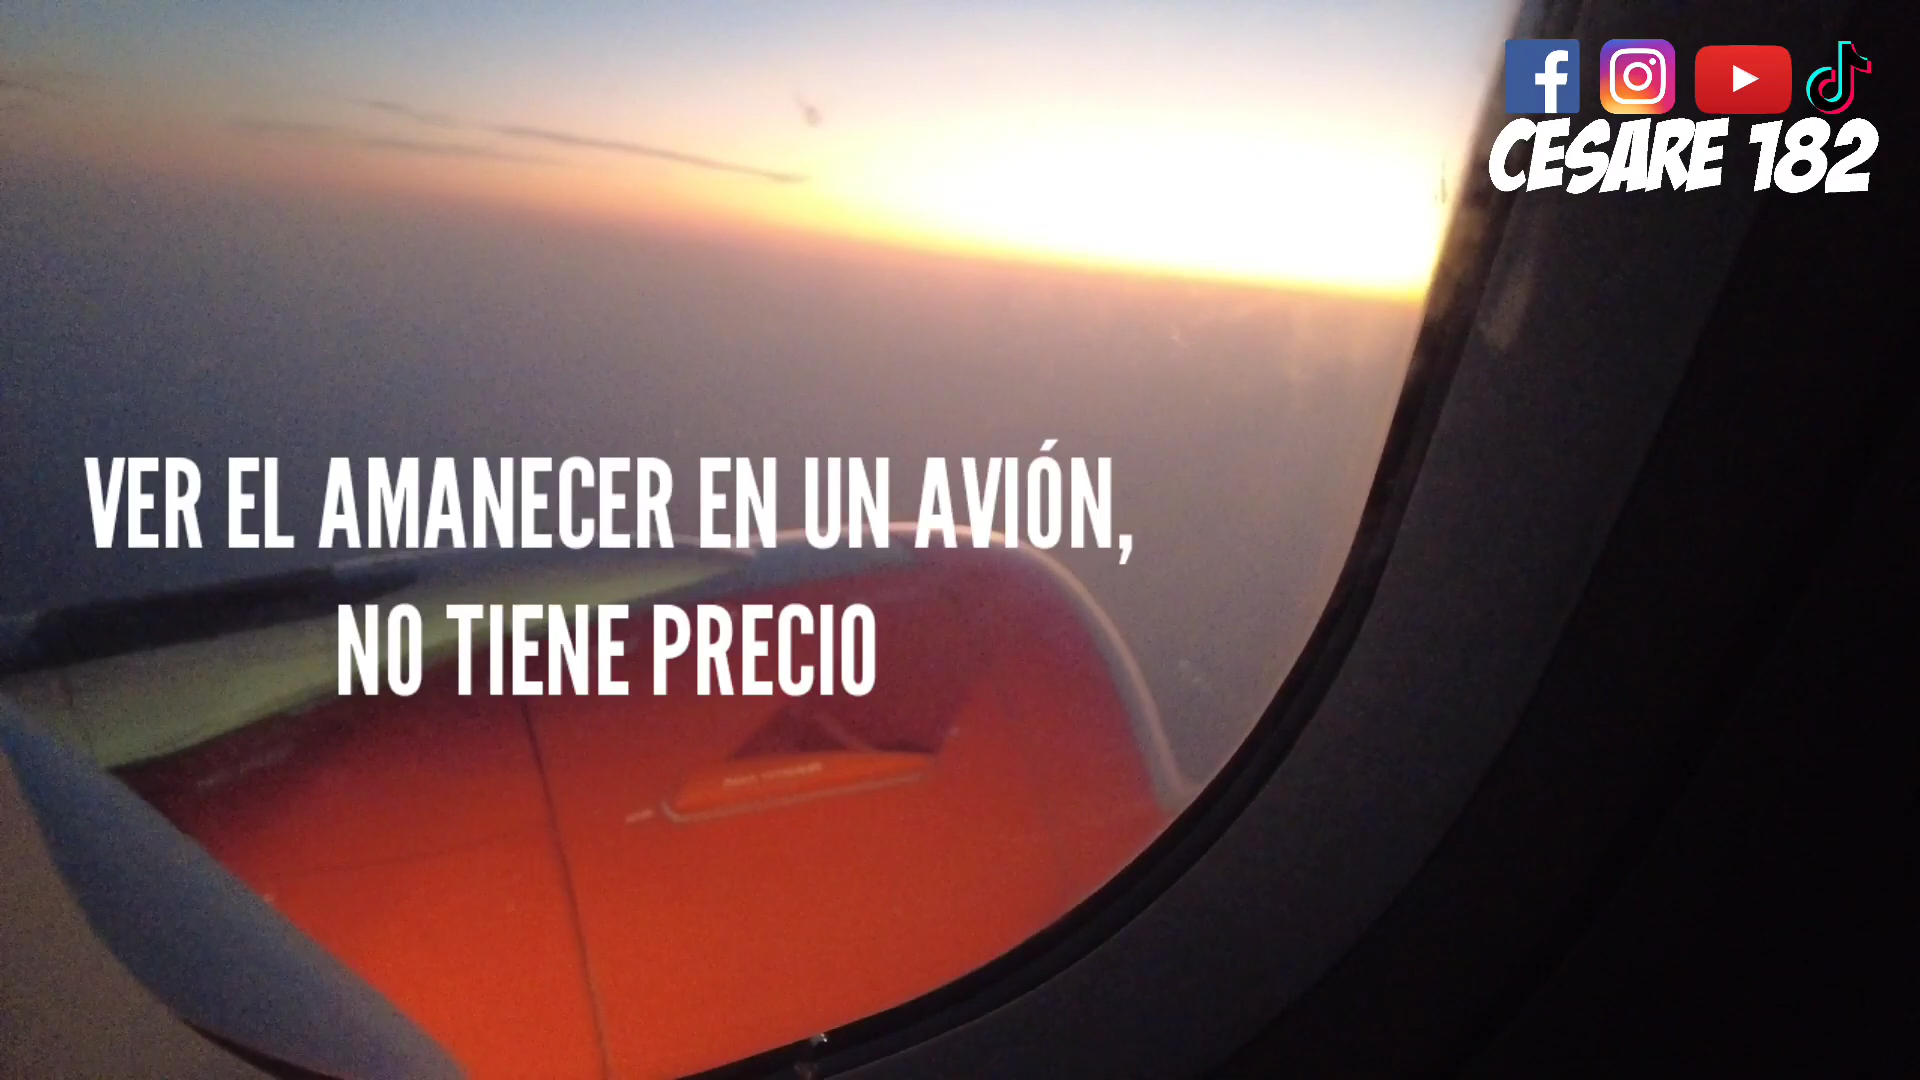 CESARE 182
VER EL AMANECER EN UN AVIÓN,
NO TIENE PRECIO